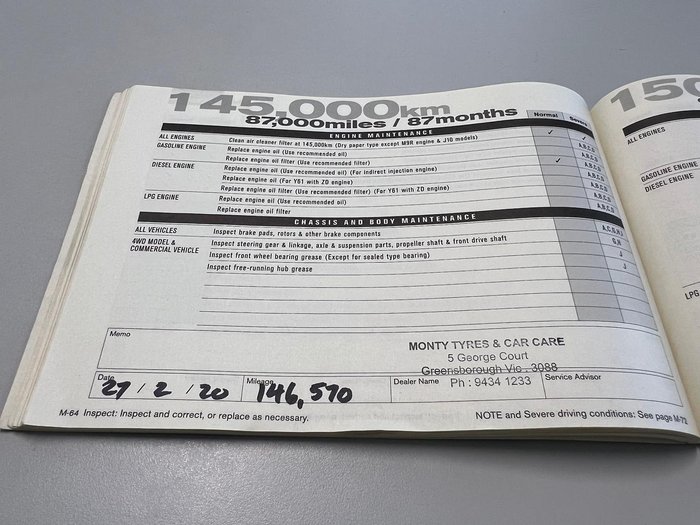 145,000km
87,000miles / 87months
Normal Severe
ENGINE MAINTENANCE
ALL ENGINES Clean air cleaner filter at 145,000km (Dry paper type except M9R engine & J10 models) ✓
GASOLINE ENGINE Replace engine oil (Use recommended oil) A,B,C,D
Replace engine oil filter (Use recommended filter) ✓ A,B,C,D
DIESEL ENGINE Replace engine oil (Use recommended oil) (For indirect injection engine) A,B,C,D
Replace engine oil (For Y61 with ZD engine) A,B,C,D
Replace engine oil filter (Use recommended filter) (For Y61 with ZD engine) A,B,C,D
LPG ENGINE Replace engine oil (Use recommended oil) A,B,C,D
Replace engine oil filter A,B,C,D
CHASSIS AND BODY MAINTENANCE
ALL VEHICLES Inspect brake pads, rotors & other brake components
4WD MODEL & COMMERCIAL VEHICLE Inspect steering gear & linkage, axle & suspension parts, propeller shaft & front drive shaft G,H
Inspect front wheel bearing grease (Except for sealed type bearing) J
Inspect free-running hub grease J
Memo
MONTY TYRES & CAR CARE
5 George Court
Greensborough Vic. 3088
Ph : 9434 1233
Date 27 / 2 / 20 Mileage 146,570 Dealer Name Service Advisor
M-64 Inspect: Inspect and correct, or replace as necessary. NOTE and Severe driving conditions: See page M-72
150
ALL ENGINES
GASOLINE ENGINE
DIESEL ENGINE
LPG